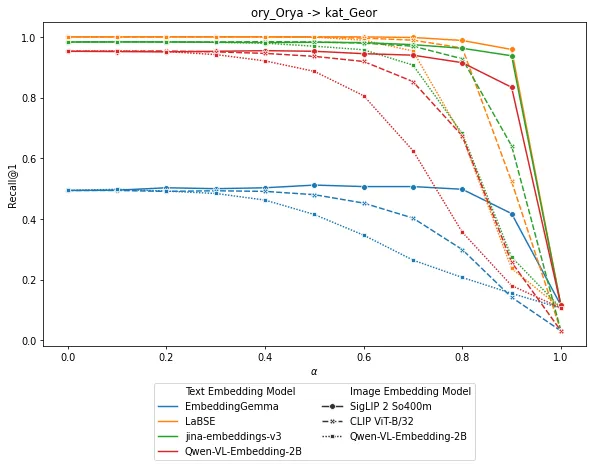 ory_Orya -> kat_Geor
1.0
0.8
0.6
0.4
0.2
0.0
Recall@1
0.0 0.2 0.4 0.6 0.8 1.0
α
Text Embedding Model
EmbeddingGemma
LaBSE
jina-embeddings-v3
Qwen-VL-Embedding-2B
Image Embedding Model
SigLIP 2 So400m
CLIP ViT-B/32
Qwen-VL-Embedding-2B